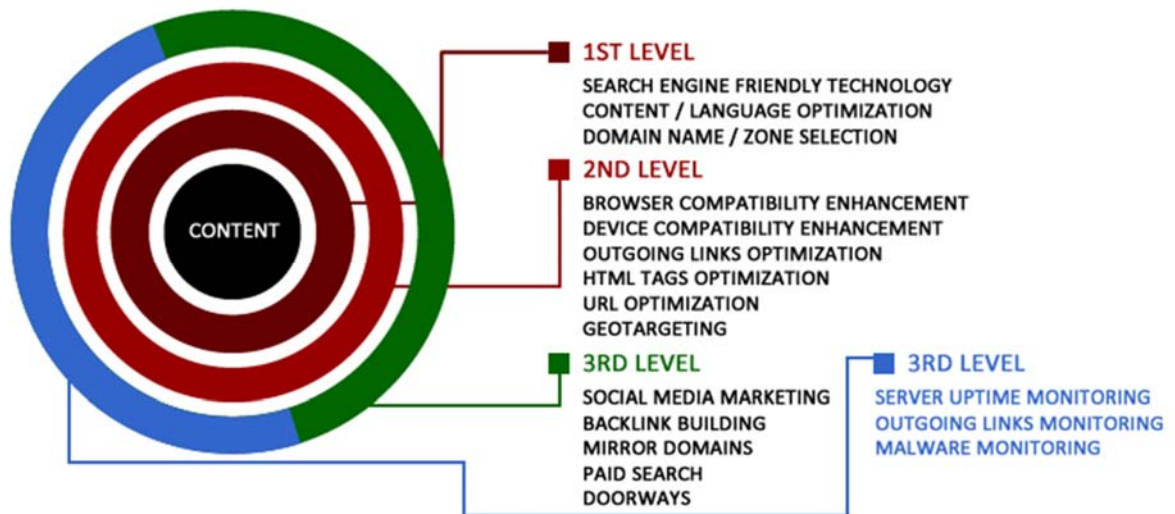 CONTENT
1ST LEVEL
SEARCH ENGINE FRIENDLY TECHNOLOGY
CONTENT / LANGUAGE OPTIMIZATION
DOMAIN NAME / ZONE SELECTION
2ND LEVEL
BROWSER COMPATIBILITY ENHANCEMENT
DEVICE COMPATIBILITY ENHANCEMENT
OUTGOING LINKS OPTIMIZATION
HTML TAGS OPTIMIZATION
URL OPTIMIZATION
GEOTARGETING
3RD LEVEL
SOCIAL MEDIA MARKETING
BACKLINK BUILDING
MIRROR DOMAINS
PAID SEARCH
DOORWAYS
3RD LEVEL
SERVER UPTIME MONITORING
OUTGOING LINKS MONITORING
MALWARE MONITORING